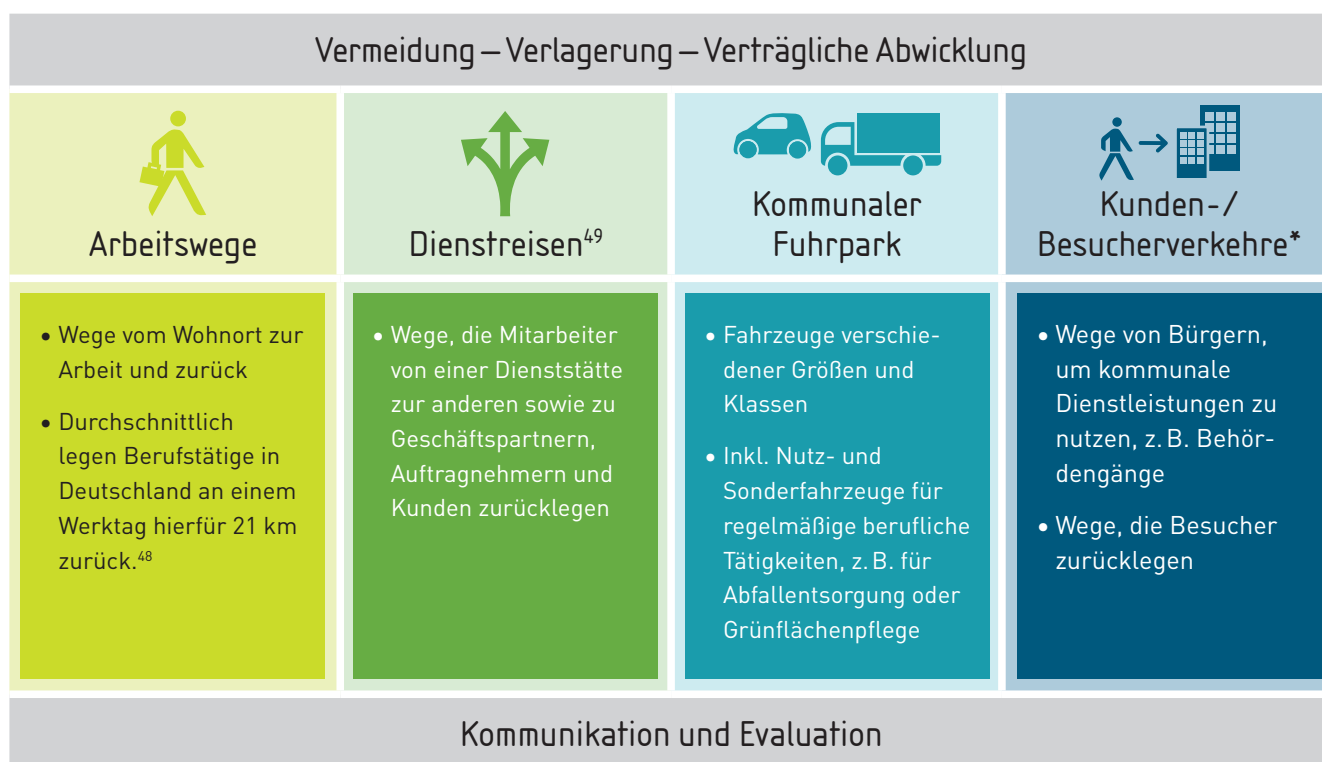 Vermeidung – Verlagerung – Verträgliche Abwicklung
Arbeitswege
• Wege vom Wohnort zur
Arbeit und zurück
• Durchschnittlich
legen Berufstätige in
Deutschland an einem
Werktag hierfür 21 km
zurück.⁴⁸
Dienstreisen⁴⁹
• Wege, die Mitarbeiter
von einer Dienststätte
zur anderen sowie zu
Geschäftspartnern,
Auftragnehmern und
Kunden zurücklegen
Kommunaler
Fuhrpark
• Fahrzeuge verschie-
dener Größen und
Klassen
• Inkl. Nutz- und
Sonderfahrzeuge für
regelmäßige berufliche
Tätigkeiten, z. B. für
Abfallentsorgung oder
Grünflächenpflege
Kunden-/
Besucherverkehre*
• Wege von Bürgern,
um kommunale
Dienstleistungen zu
nutzen, z. B. Behör-
dengänge
• Wege, die Besucher
zurücklegen
Kommunikation und Evaluation